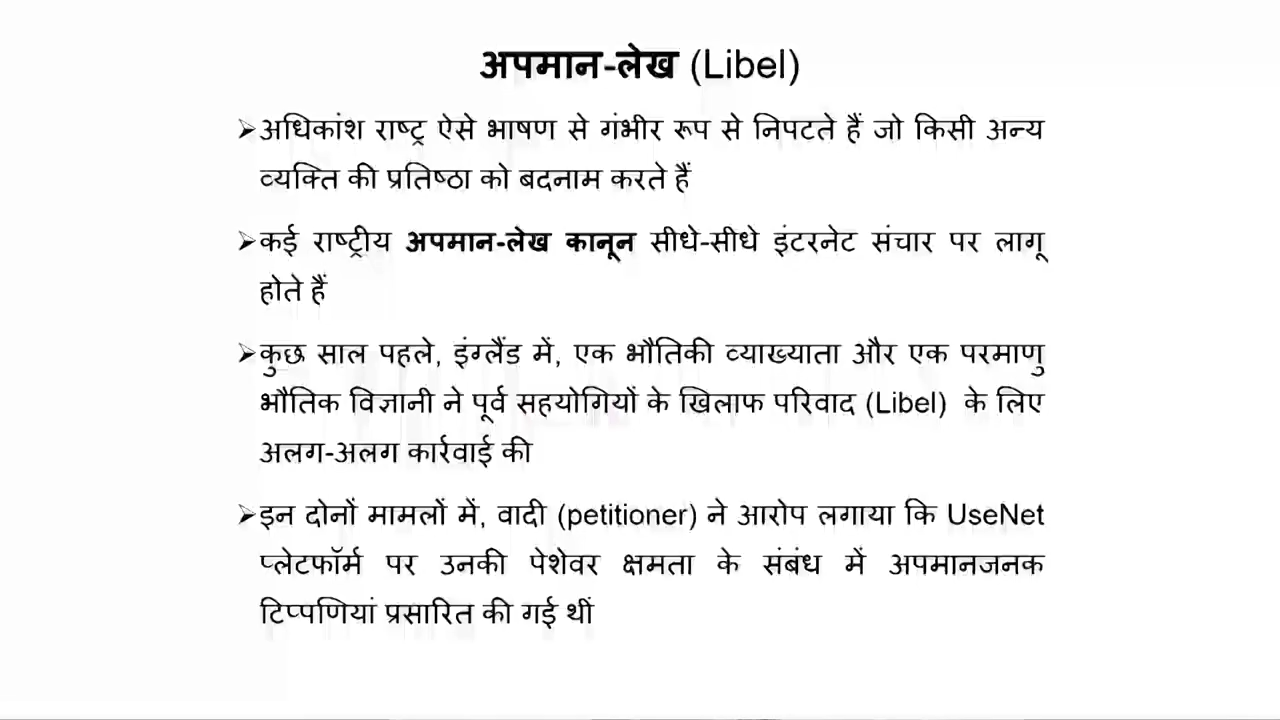 अपमान-लेख (Libel)
➢अधिकांश राष्ट्र ऐसे भाषण से गंभीर रूप से निपटते हैं जो किसी अन्य
व्यक्ति की प्रतिष्ठा को बदनाम करते हैं
➢कई राष्ट्रीय अपमान-लेख कानून सीधे-सीधे इंटरनेट संचार पर लागू
होते हैं
➢कुछ साल पहले, इंग्लैंड में, एक भौतिकी व्याख्याता और एक परमाणु
भौतिक विज्ञानी ने पूर्व सहयोगियों के खिलाफ परिवाद (Libel) के लिए
अलग-अलग कार्रवाई की
➢इन दोनों मामलों में, वादी (petitioner) ने आरोप लगाया कि UseNet
प्लेटफॉर्म पर उनकी पेशेवर क्षमता के संबंध में अपमानजनक
टिप्पणियां प्रसारित की गई थीं